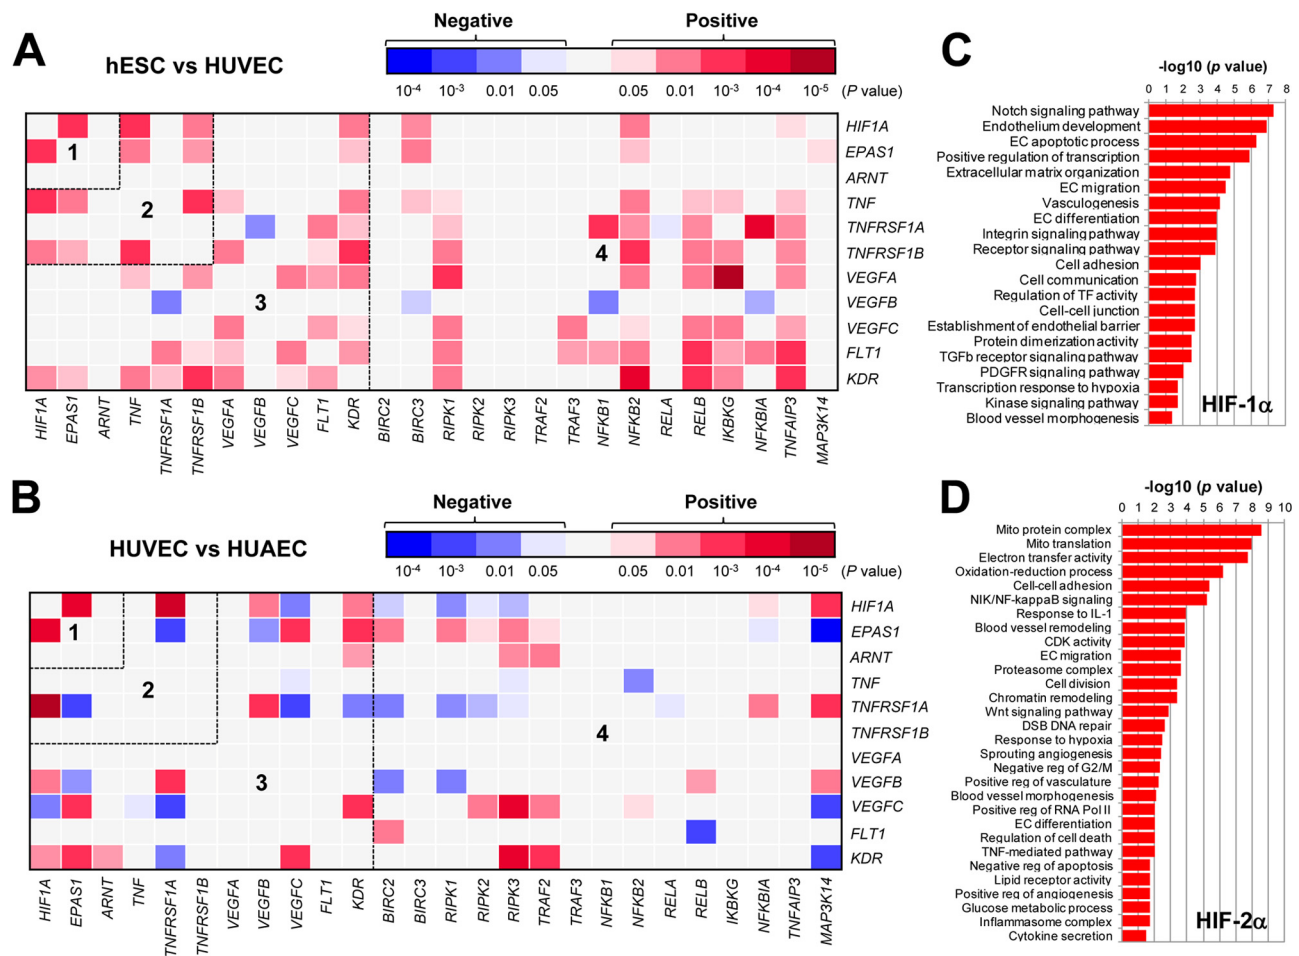 A
hESC vs HUVEC
Negative
Positive
10-4 10-3 0.01 0.05 0.05 0.01 10-3 10-4 10-5 (P value)
1
2
3
4
HIF1A
EPAS1
ARNT
TNF
TNFRSF1A
TNFRSF1B
VEGFA
VEGFB
VEGFC
FLT1
KDR
HIF1A EPAS1 ARNT TNF TNFRSF1A TNFRSF1B VEGFA VEGFB VEGFC FLT1 KDR BIRC2 BIRC3 RIPK1 RIPK2 RIPK3 TRAF2 TRAF3 NFKB1 NFKB2 RELA RELB IKBKG NFKBIA TNFAIP3 MAP3K14
B
HUVEC vs HUAEC
Negative
Positive
10-4 10-3 0.01 0.05 0.05 0.01 10-3 10-4 10-5 (P value)
1
2
3
4
HIF1A
EPAS1
ARNT
TNF
TNFRSF1A
TNFRSF1B
VEGFA
VEGFB
VEGFC
FLT1
KDR
HIF1A EPAS1 ARNT TNF TNFRSF1A TNFRSF1B VEGFA VEGFB VEGFC FLT1 KDR BIRC2 BIRC3 RIPK1 RIPK2 RIPK3 TRAF2 TRAF3 NFKB1 NFKB2 RELA RELB IKBKG NFKBIA TNFAIP3 MAP3K14
C
-log10 (p value)
0 1 2 3 4 5 6 7 8
Notch signaling pathway
Endothelium development
EC apoptotic process
Positive regulation of transcription
Extracellular matrix organization
EC migration
Vasculogenesis
EC differentiation
Integrin signaling pathway
Receptor signaling pathway
Cell adhesion
Cell communication
Regulation of TF activity
Cell-cell junction
Establishment of endothelial barrier
Protein dimerization activity
TGFb receptor signaling pathway
PDGFR signaling pathway
Transcription response to hypoxia
Kinase signaling pathway
Blood vessel morphogenesis
HIF-1α
D
-log10 (p value)
0 1 2 3 4 5 6 7 8 9 10
Mito protein complex
Mito translation
Electron transfer activity
Oxidation-reduction process
Cell-cell adhesion
NIK/NF-kappaB signaling
Response to IL-1
Blood vessel remodeling
CDK activity
EC migration
Proteasome complex
Cell division
Chromatin remodeling
Wnt signaling pathway
DSB DNA repair
Response to hypoxia
Sprouting angiogenesis
Negative reg of G2/M
Positive reg of vasculature
Blood vessel morphogenesis
Positive reg of RNA Pol II
EC differentiation
Regulation of cell death
TNF-mediated pathway
Negative reg of apoptosis
Lipid receptor activity
Positive reg of angiogenesis
Glucose metabolic process
Inflammasome complex
Cytokine secretion
HIF-2α